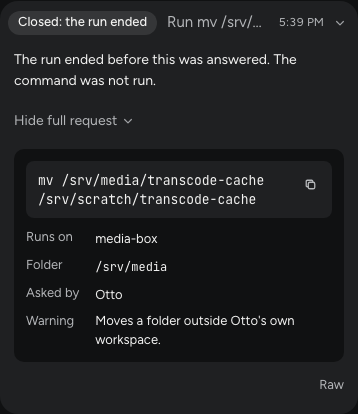 Closed: the run ended Run mv /srv/... 5:39 PM
The run ended before this was answered. The
command was not run.
Hide full request
mv /srv/media/transcode-cache
/srv/scratch/transcode-cache
Runs on media-box
Folder /srv/media
Asked by Otto
Warning Moves a folder outside Otto's own
workspace.
Raw